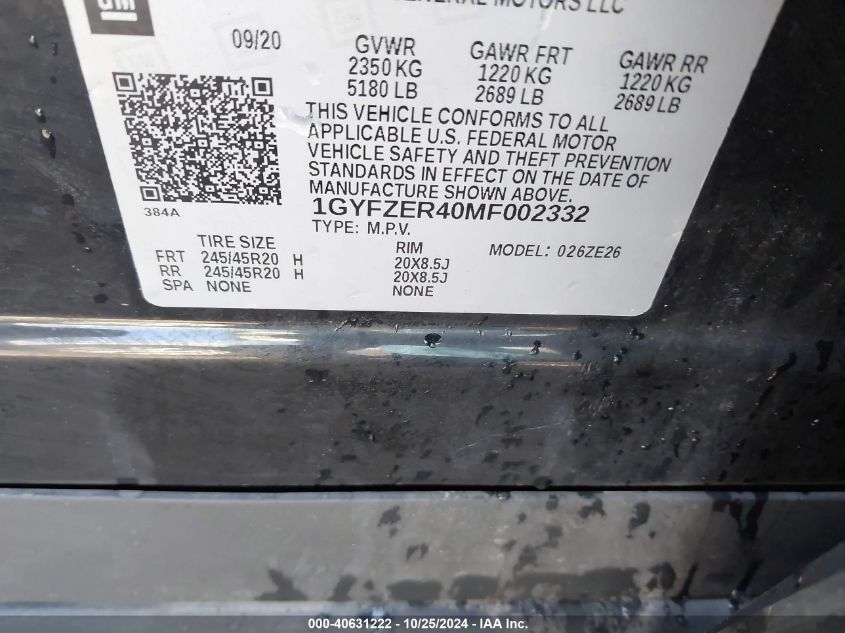 GM
GENERAL MOTORS LLC
09/20 GVWR GAWR FRT GAWR RR
2350 KG 1220 KG 1220 KG
5180 LB 2689 LB 2689 LB
THIS VEHICLE CONFORMS TO ALL
APPLICABLE U.S. FEDERAL MOTOR
VEHICLE SAFETY AND THEFT PREVENTION
STANDARDS IN EFFECT ON THE DATE OF
MANUFACTURE SHOWN ABOVE.
384A
1GYFZER40MF002332
TYPE: M.P.V. MODEL: 026ZE26
TIRE SIZE RIM
FRT 245/45R20 H 20X8.5J
RR 245/45R20 H 20X8.5J
SPA NONE NONE
000-40631222 - 10/25/2024 - IAA Inc.